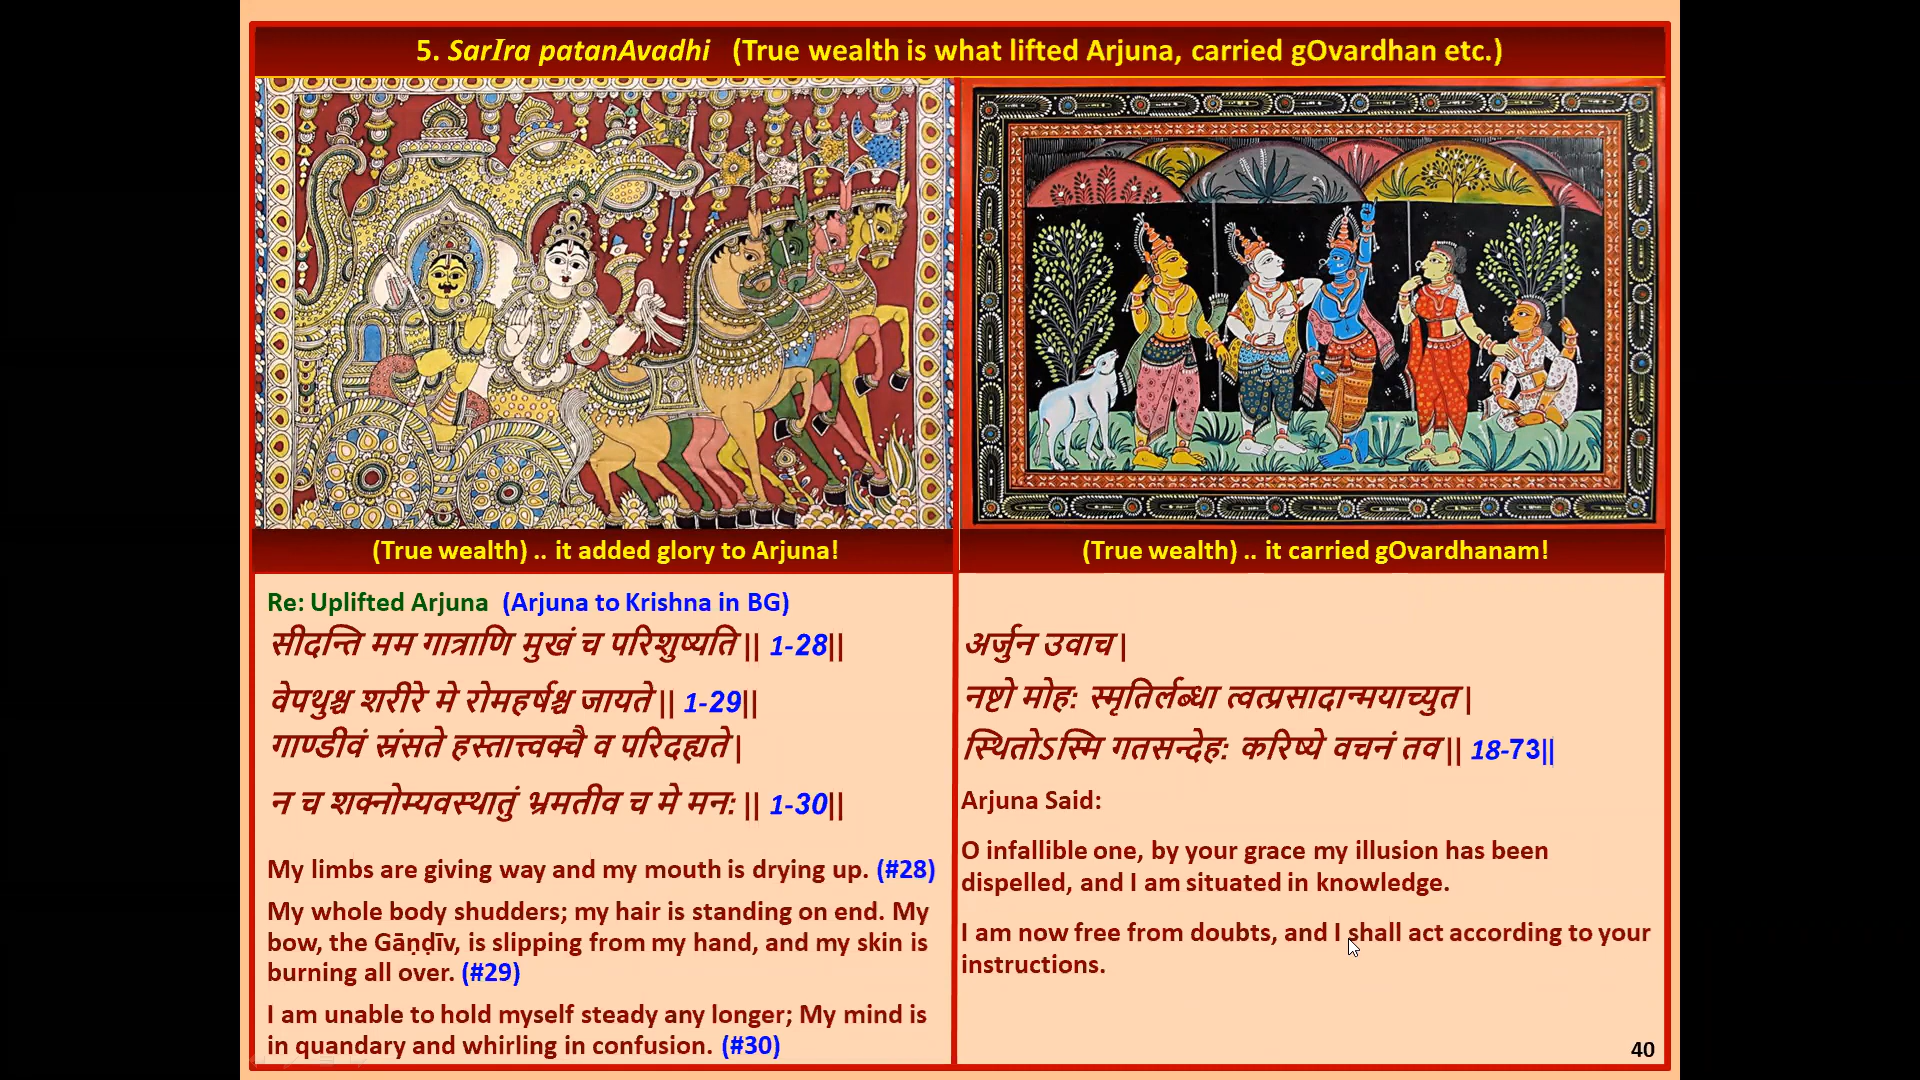 5. SarIra patanAvadhi (True wealth is what lifted Arjuna, carried gOvardhan etc.)
(True wealth) .. it added glory to Arjuna!
Re: Uplifted Arjuna (Arjuna to Krishna in BG)
सीदन्ति मम गात्राणि मुखं च परिशुष्यति || 1-28||
वेपथुश्च शरीरे मे रोमहर्षश्च जायते || 1-29||
गाण्डीवं स्रंसते हस्तात्त्वक्चै व परिदह्यते |
न च शक्नोम्यवस्थातुं भ्रमतीव च मे मनः || 1-30||
My limbs are giving way and my mouth is drying up. (#28)
My whole body shudders; my hair is standing on end. My
bow, the Gāṇḍīv, is slipping from my hand, and my skin is
burning all over. (#29)
I am unable to hold myself steady any longer; My mind is
in quandary and whirling in confusion. (#30)
(True wealth) .. it carried gOvardhanam!
अर्जुन उवाच |
नष्टो मोहः स्मृतिर्लब्धा त्वत्प्रसादान्मयाच्युत |
स्थितोऽस्मि गतसन्देहः करिष्ये वचनं तव || 18-73||
Arjuna Said:
O infallible one, by your grace my illusion has been
dispelled, and I am situated in knowledge.
I am now free from doubts, and I shall act according to your
instructions.
40